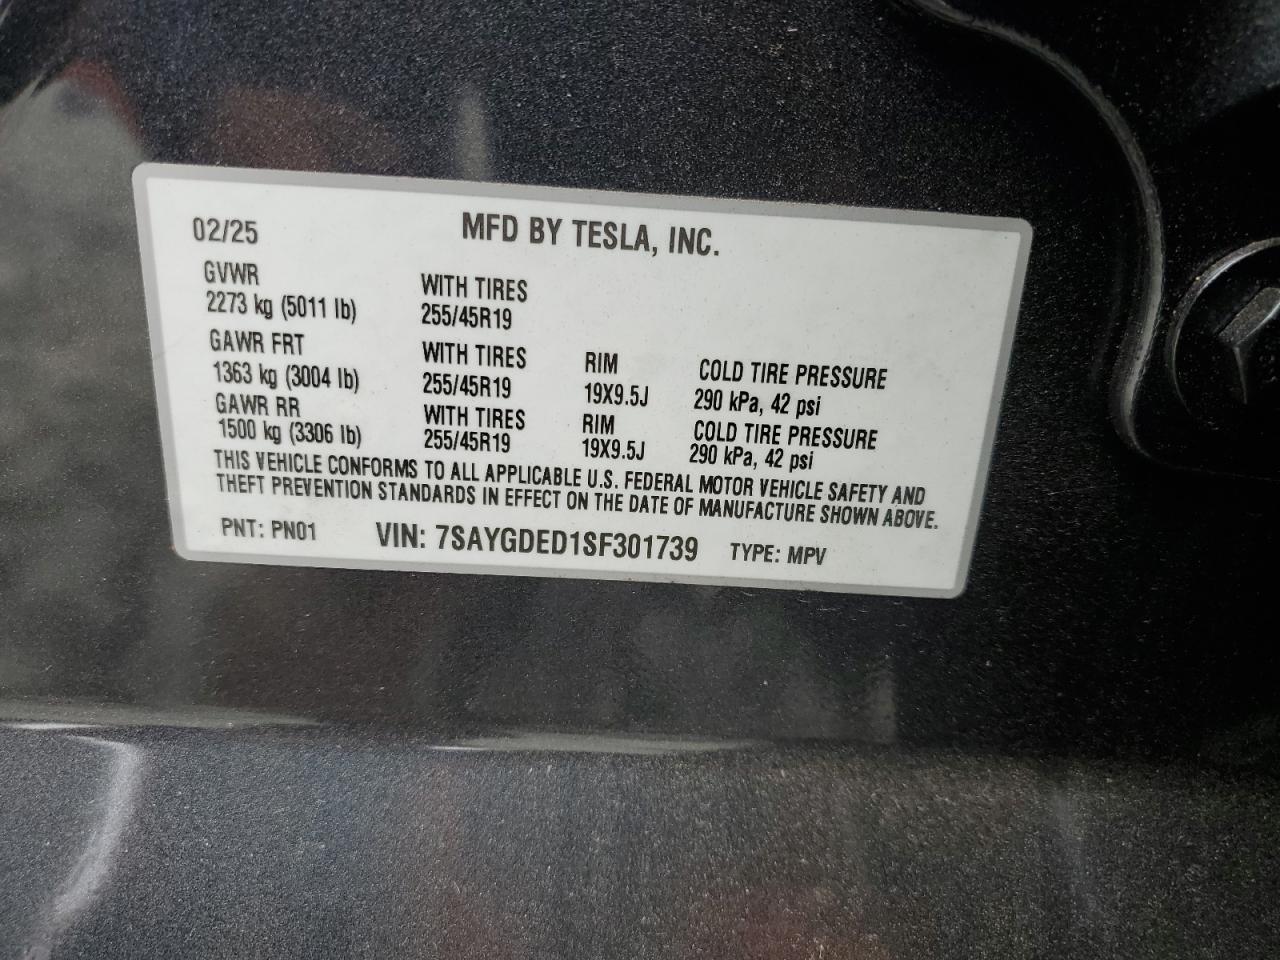 02/25 MFD BY TESLA, INC.
GVWR WITH TIRES
2273 kg (5011 lb) 255/45R19
GAWR FRT WITH TIRES RIM COLD TIRE PRESSURE
1363 kg (3004 lb) 255/45R19 19X9.5J 290 kPa, 42 psi
GAWR RR WITH TIRES RIM COLD TIRE PRESSURE
1500 kg (3306 lb) 255/45R19 19X9.5J 290 kPa, 42 psi
THIS VEHICLE CONFORMS TO ALL APPLICABLE U.S. FEDERAL MOTOR VEHICLE SAFETY AND
THEFT PREVENTION STANDARDS IN EFFECT ON THE DATE OF MANUFACTURE SHOWN ABOVE.
PNT: PN01 VIN: 7SAYGDED1SF301739 TYPE: MPV